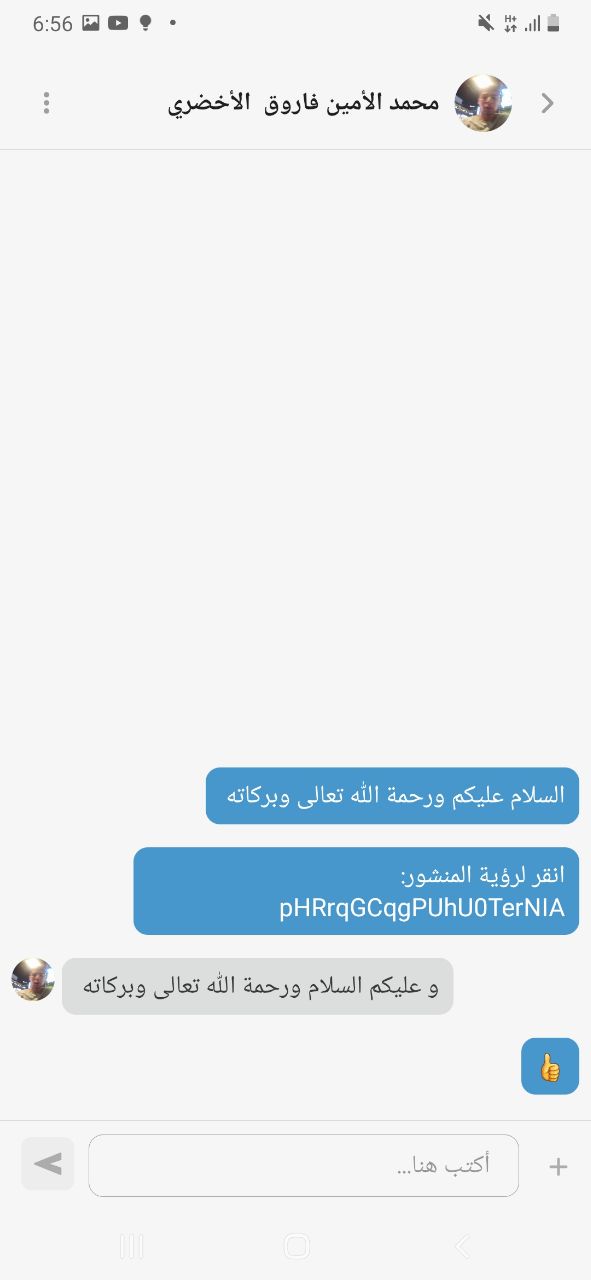 6:56
H+
محمد الأمين فاروق الأخضري
السلام عليكم ورحمة الله تعالى وبركاته
انقر لرؤية المنشور:
pHRrqGCqgPUhU0TerNIA
و عليكم السلام ورحمة الله تعالى وبركاته
👍
أكتب هنا...